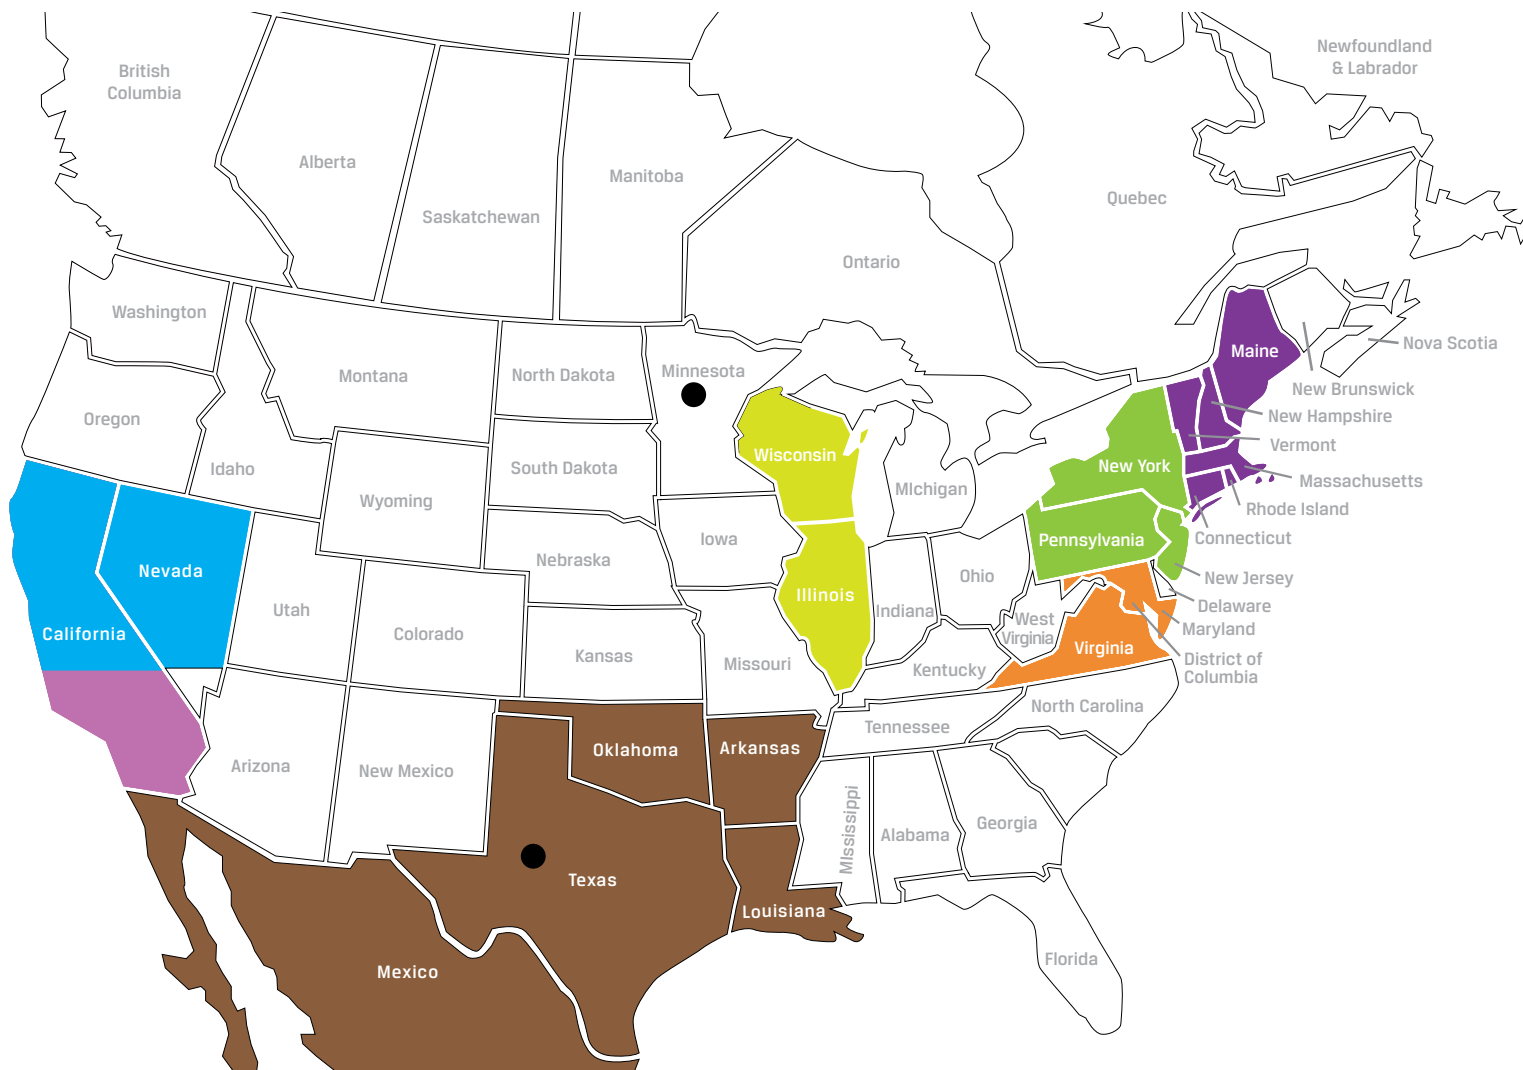 Newfoundland
& Labrador
British
Columbia
Alberta
Manitoba
Quebec
Saskatchewan
Ontario
Washington
Nova Scotia
Maine
Minnesota
North Dakota
Montana
New Brunswick
Oregon
New Hampshire
Vermont
Wisconsin
New York
South Dakota
Idaho
Massachusetts
MIchigan
Wyoming
Rhode Island
Connecticut
Iowa
Pennsylvania
Nebraska
Nevada
Ohio
New Jersey
Illinois
Delaware
Utah
Indiana
West
Virginia
Maryland
California
Colorado
Virginia
Kansas
Missouri
District of
Columbia
Kentucky
North Carolina
Tennessee
Arkansas
Oklahoma
Arizona
New Mexico
Georgia
MIssissippi
Alabama
Texas
Louisiana
Florida
Mexico